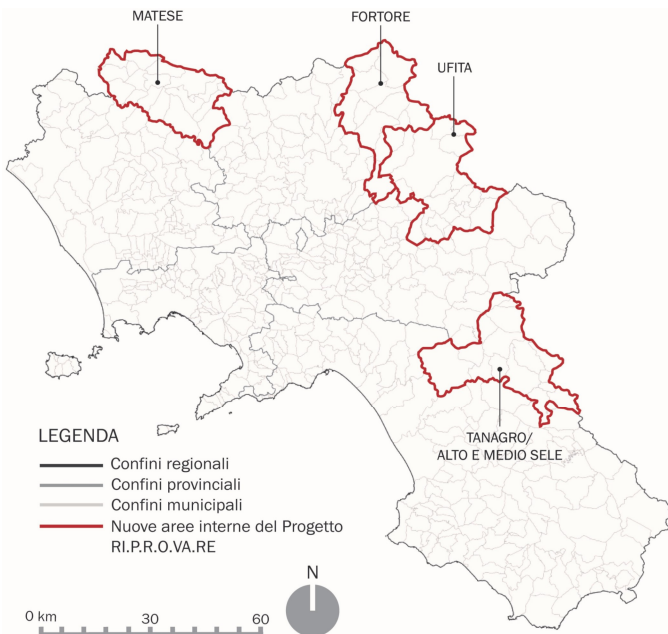 MATESE
FORTORE
UFITA
TANAGRO/
ALTO E MEDIO SELE
LEGENDA
Confini regionali
Confini provinciali
Confini municipali
Nuove aree interne del Progetto
RI.P.R.O.VA.RE
N
0 km 30 60